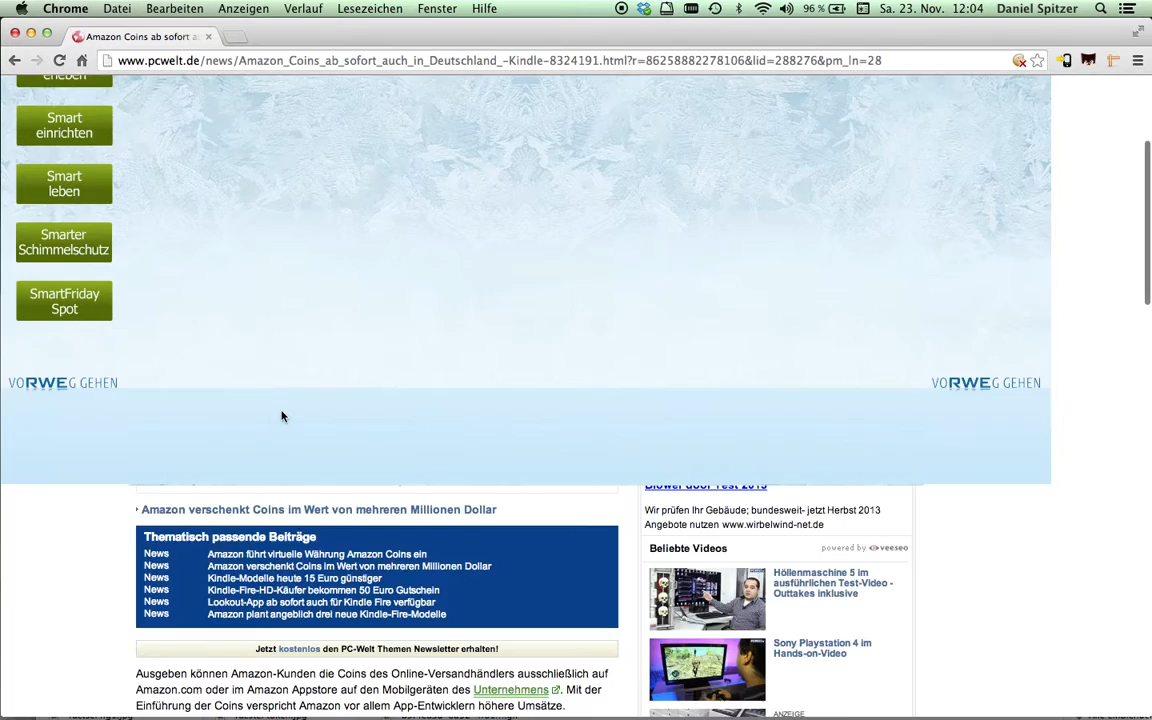 Chrome Datei Bearbeiten Anzeigen Verlauf Lesezeichen Fenster Hilfe 96 % Sa. 23. Nov. 12:04 Daniel Spitzer
Amazon Coins ab sofort a
www.pcwelt.de/news/Amazon_Coins_ab_sofort_auch_in_Deutschland_-Kindle-8324191.html?r=86258882278106&lid=288276&pm_ln=28
erleben
Smart
einrichten
Smart
leben
Smarter
Schimmelschutz
SmartFriday
Spot
VORWEG GEHEN
VORWEG GEHEN
Blower door Test 2013
Wir prüfen Ihr Gebäude; bundesweit- jetzt Herbst 2013
Angebote nutzen www.wirbelwind-net.de
Amazon verschenkt Coins im Wert von mehreren Millionen Dollar
Thematisch passende Beiträge
News Amazon führt virtuelle Währung Amazon Coins ein
News Amazon verschenkt Coins im Wert von mehreren Millionen Dollar
News Kindle-Modelle heute 15 Euro günstiger
News Kindle-Fire-HD-Käufer bekommen 50 Euro Gutschein
News Lookout-App ab sofort auch für Kindle Fire verfügbar
News Amazon plant angeblich drei neue Kindle-Fire-Modelle
Jetzt kostenlos den PC-Welt Themen Newsletter erhalten!
Ausgeben können Amazon-Kunden die Coins des Online-Versandhändlers ausschließlich auf
Amazon.com oder im Amazon Appstore auf den Mobilgeräten des Unternehmens. Mit der
Einführung der Coins verspricht Amazon vor allem App-Entwicklern höhere Umsätze.
Beliebte Videos powered by veeseo
Höllenmaschine 5 im
ausführlichen Test-Video -
Outtakes inklusive
Sony Playstation 4 im
Hands-on-Video
ANZEIGE